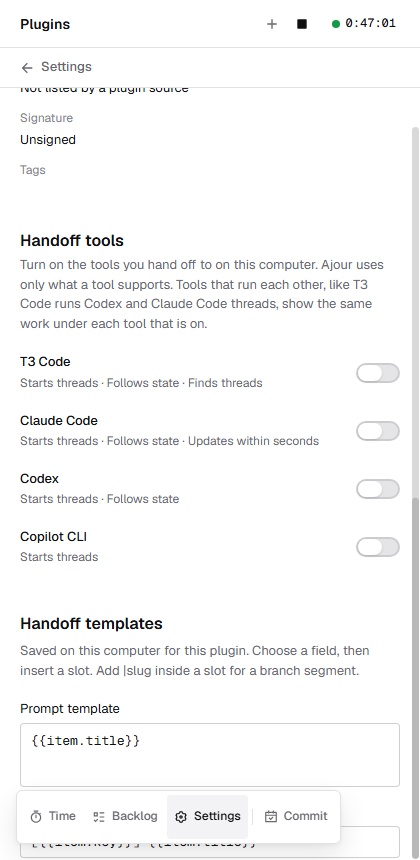 Plugins
0:47:01
Settings
Not listed by a plugin source
Signature
Unsigned
Tags
Handoff tools
Turn on the tools you hand off to on this computer. Ajour uses
only what a tool supports. Tools that run each other, like T3
Code runs Codex and Claude Code threads, show the same
work under each tool that is on.
T3 Code
Starts threads · Follows state · Finds threads
Claude Code
Starts threads · Follows state · Updates within seconds
Codex
Starts threads · Follows state
Copilot CLI
Starts threads
Handoff templates
Saved on this computer for this plugin. Choose a field, then
insert a slot. Add |slug inside a slot for a branch segment.
Prompt template
{{item.title}}
Time
Backlog
Settings
Commit